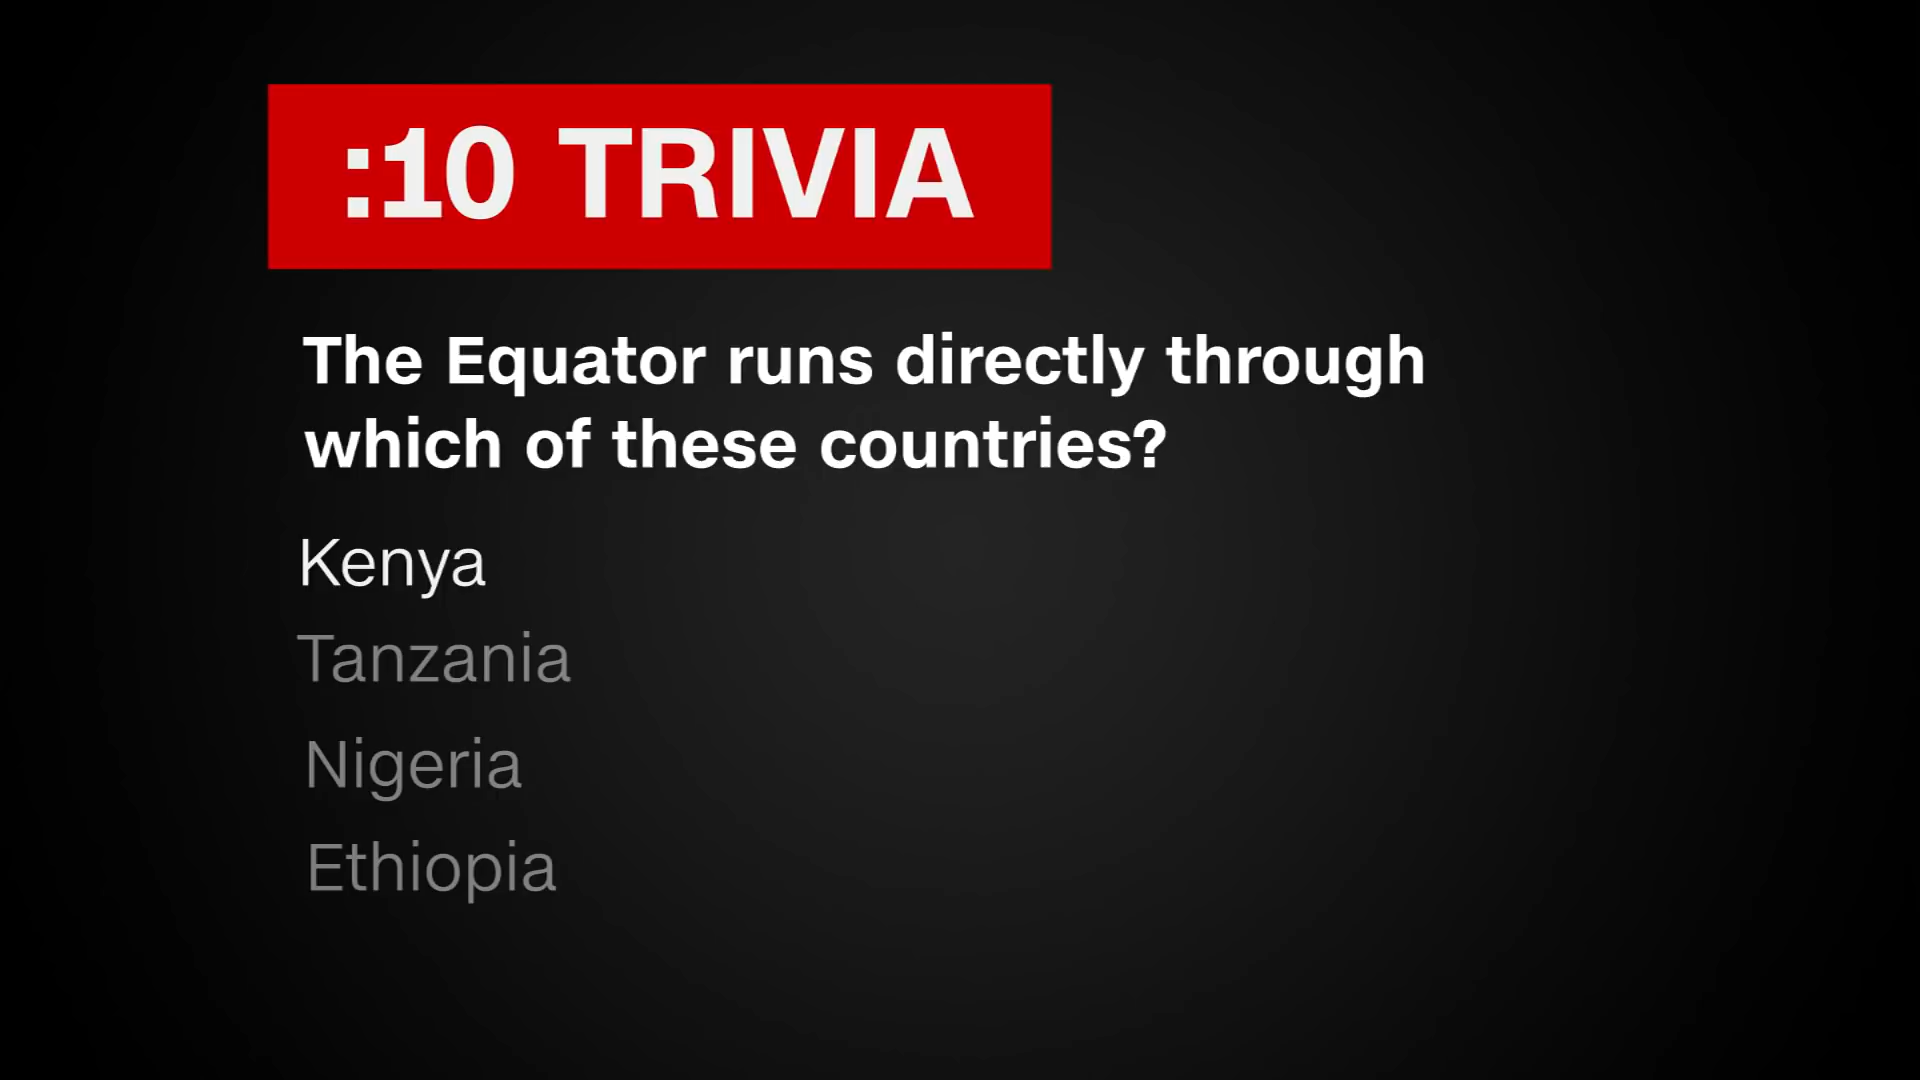 :10 TRIVIA
The Equator runs directly through
which of these countries?
Kenya
Tanzania
Nigeria
Ethiopia